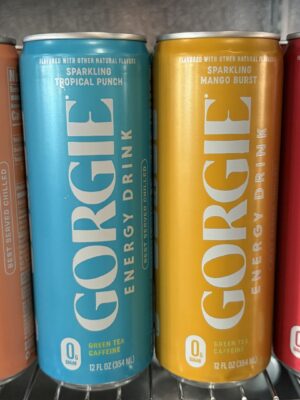 FLAVORED WITH OTHER NATURAL FLAVORS
SPARKLING
TROPICAL PUNCH
GORGIE
ENERGY DRINK
BEST SERVED CHILLED
0g
SUGAR
GREEN TEA
CAFFEINE
12 FL OZ (354 mL)
FLAVORED WITH OTHER NATURAL FLAVORS
SPARKLING
MANGO BURST
GORGIE
ENERGY DRINK
0g
SUGAR
GREEN TEA
CAFFEINE
12 FL OZ (354 mL)
BEST SERVED CHILLED